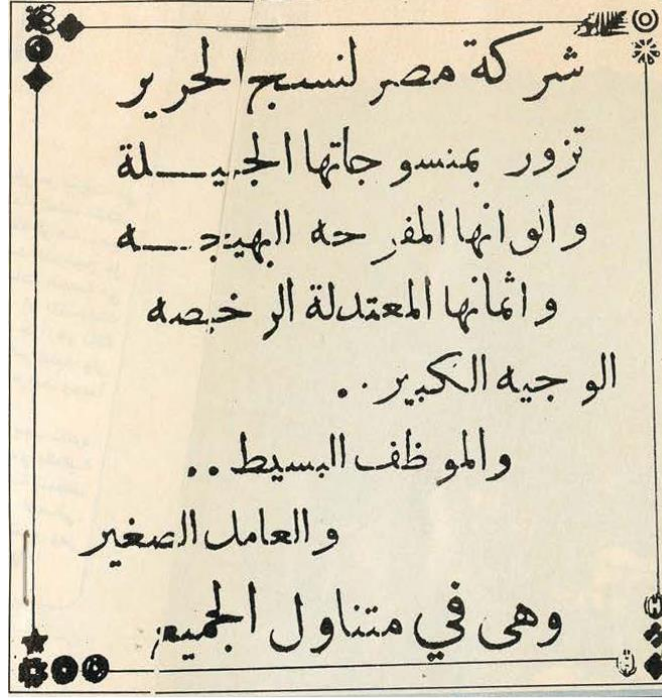 شركة مصر لنسج الحرير
تزور بمنسوجاتها الجميلة
والوانها المفرحه البهيجه
واثمانها المعتدلة الرخيصه
الوجيه الكبير..
والموظف البسيط..
والعامل الصغير
وهى في متناول الجميع